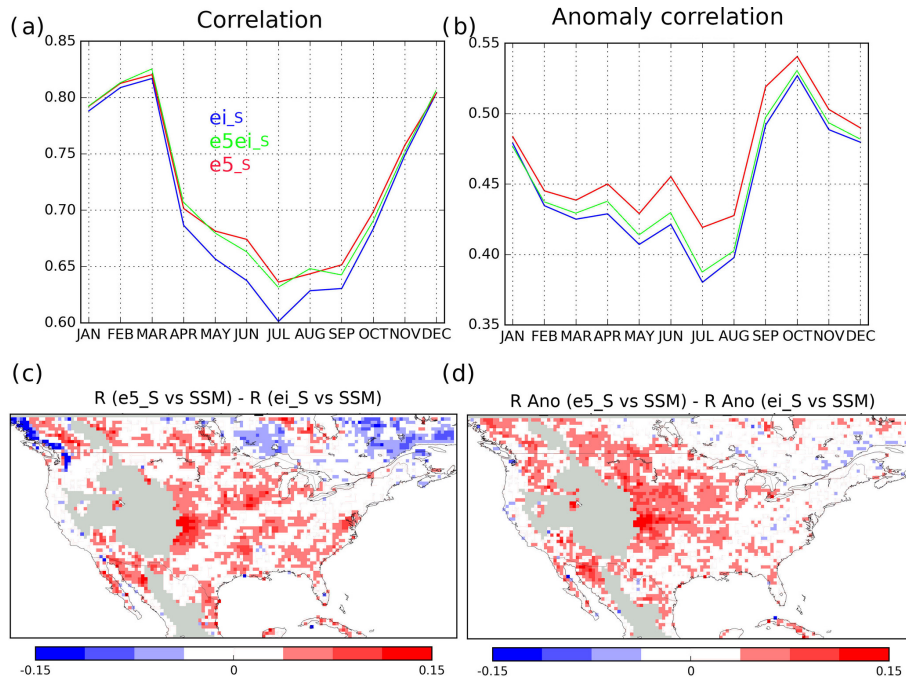 (a) Correlation
0.85
0.80
0.75
0.70
0.65
0.60
ei_S
e5ei_S
e5_S
JAN FEB MAR APR MAY JUN JUL AUG SEP OCT NOV DEC
(b) Anomaly correlation
0.55
0.50
0.45
0.40
0.35
JAN FEB MAR APR MAY JUN JUL AUG SEP OCT NOV DEC
(c)
R (e5_S vs SSM) - R (ei_S vs SSM)
-0.15 0 0.15
(d)
R Ano (e5_S vs SSM) - R Ano (ei_S vs SSM)
-0.15 0 0.15